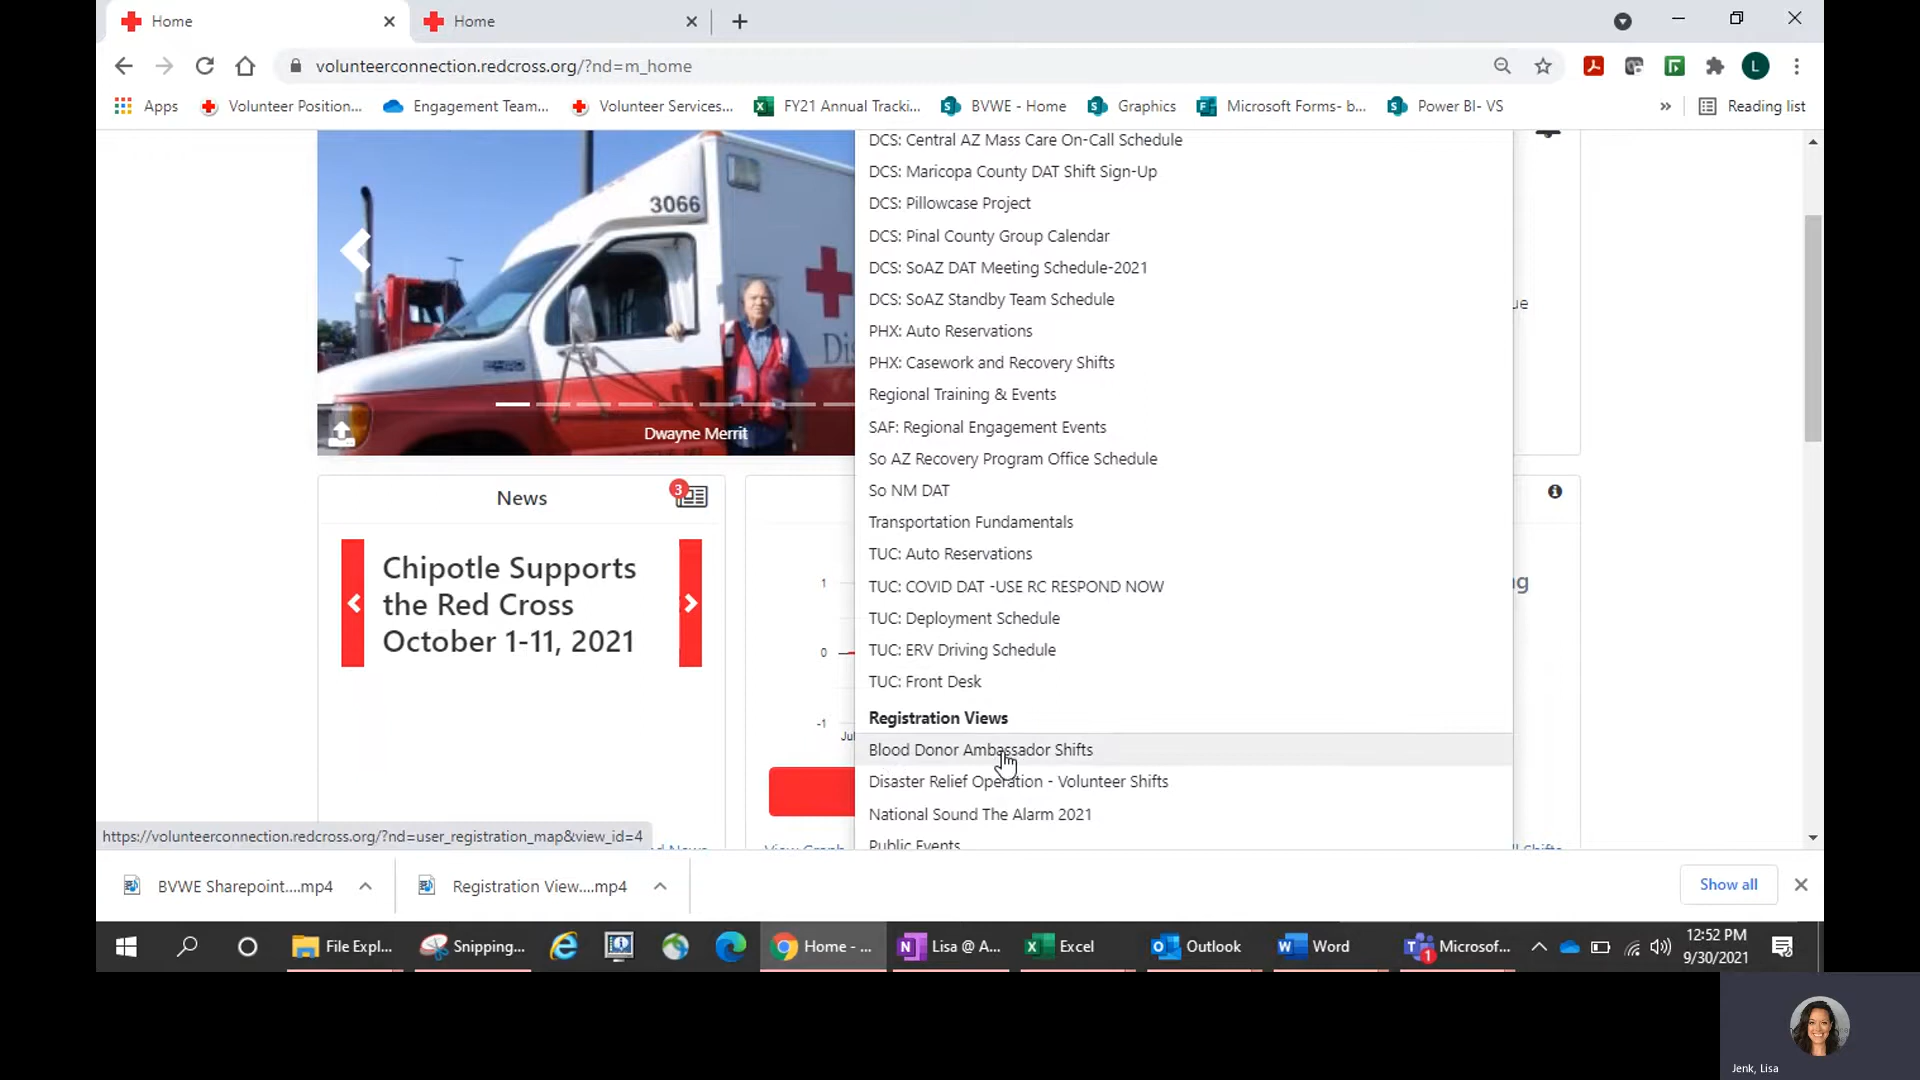 Home
Home
volunteerconnection.redcross.org/?nd=m_home
L
Apps
Volunteer Position...
Engagement Team...
Volunteer Services...
FY21 Annual Tracki...
BVWE - Home
Graphics
Microsoft Forms- b...
Power BI- VS
»
Reading list
3066
Dis
Dwayne Merrit
DCS: Central AZ Mass Care On-Call Schedule
DCS: Maricopa County DAT Shift Sign-Up
DCS: Pillowcase Project
DCS: Pinal County Group Calendar
DCS: SoAZ DAT Meeting Schedule-2021
DCS: SoAZ Standby Team Schedule
PHX: Auto Reservations
PHX: Casework and Recovery Shifts
Regional Training & Events
SAF: Regional Engagement Events
So AZ Recovery Program Office Schedule
So NM DAT
Transportation Fundamentals
TUC: Auto Reservations
TUC: COVID DAT -USE RC RESPOND NOW
TUC: Deployment Schedule
TUC: ERV Driving Schedule
TUC: Front Desk
Registration Views
Blood Donor Ambassador Shifts
Disaster Relief Operation - Volunteer Shifts
National Sound The Alarm 2021
Public Events
ue
ng
News
3
Chipotle Supports
the Red Cross
October 1-11, 2021
1
0
-1
Jul
https://volunteerconnection.redcross.org/?nd=user_registration_map&view_id=4
View Graph
BVWE Sharepoint....mp4
Registration View....mp4
Show all
File Expl...
Snipping...
Home - ...
Lisa @ A...
Excel
Outlook
Word
Microsof...
1
12:52 PM
9/30/2021
Jenk, Lisa